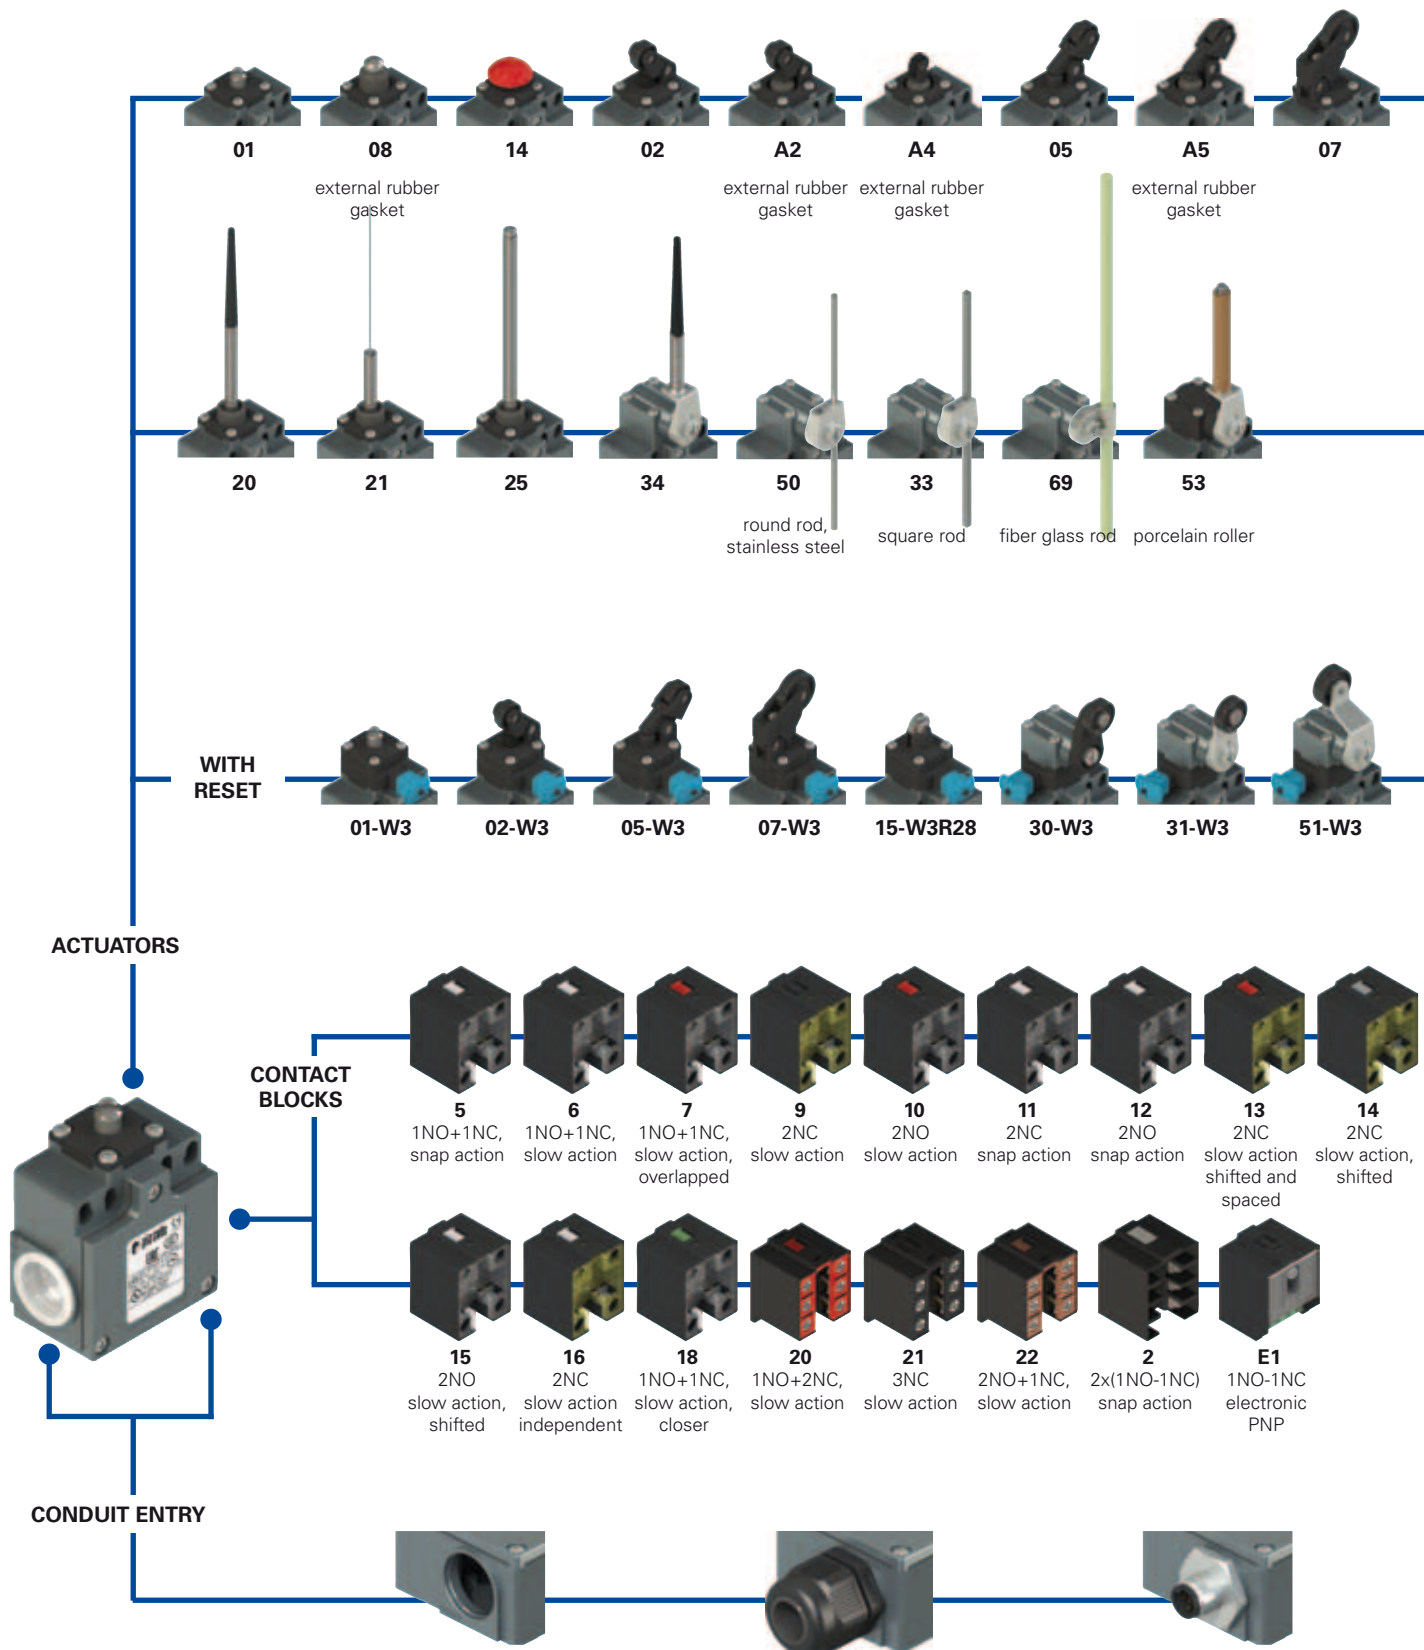 01 08 14 02 A2 A4 05 A5 07
external rubber gasket
external rubber gasket
external rubber gasket
external rubber gasket
20 21 25 34 50 33 69 53
round rod, stainless steel
square rod
fiber glass rod
porcelain roller
WITH RESET
01-W3 02-W3 05-W3 07-W3 15-W3R28 30-W3 31-W3 51-W3
ACTUATORS
CONTACT BLOCKS
5
1NO+1NC,
snap action
6
1NO+1NC,
slow action
7
1NO+1NC,
slow action,
overlapped
9
2NC
slow action
10
2NO
slow action
11
2NC
snap action
12
2NO
snap action
13
2NC
slow action
shifted and
spaced
14
2NC
slow action,
shifted
15
2NO
slow action,
shifted
16
2NC
slow action
independent
18
1NO+1NC,
slow action,
closer
20
1NO+2NC,
slow action
21
3NC
slow action
22
2NO+1NC,
slow action
2
2x(1NO-1NC)
snap action
E1
1NO-1NC
electronic
PNP
CONDUIT ENTRY